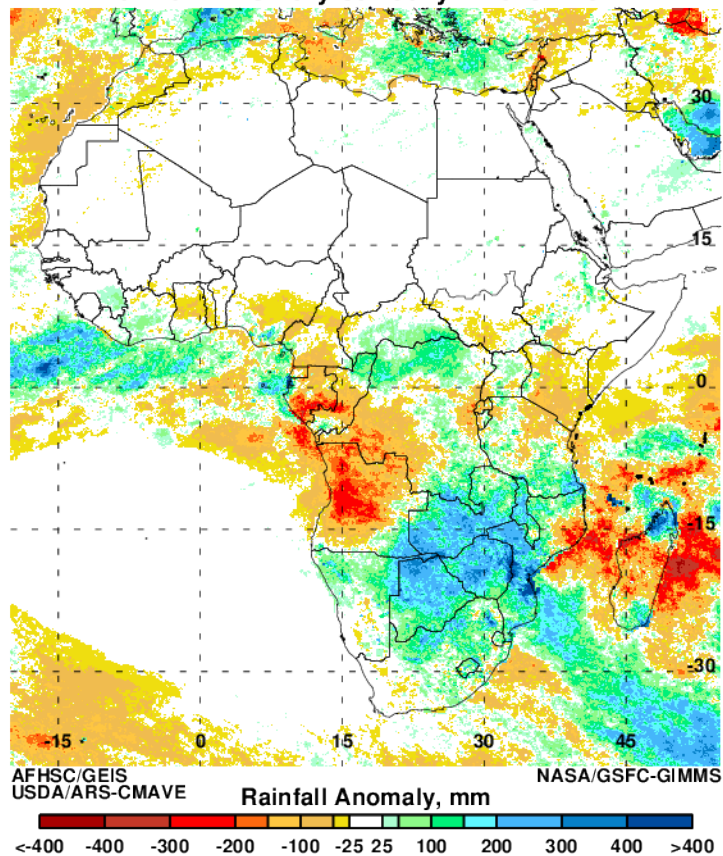 30
15
0
-15
-30
-15 0 15 30 45
AFHSC/GEIS NASA/GSFC-GIMMS
USDA/ARS-CMAVE
Rainfall Anomaly, mm
<-400 -400 -300 -200 -100 -25 25 100 200 300 400 >400